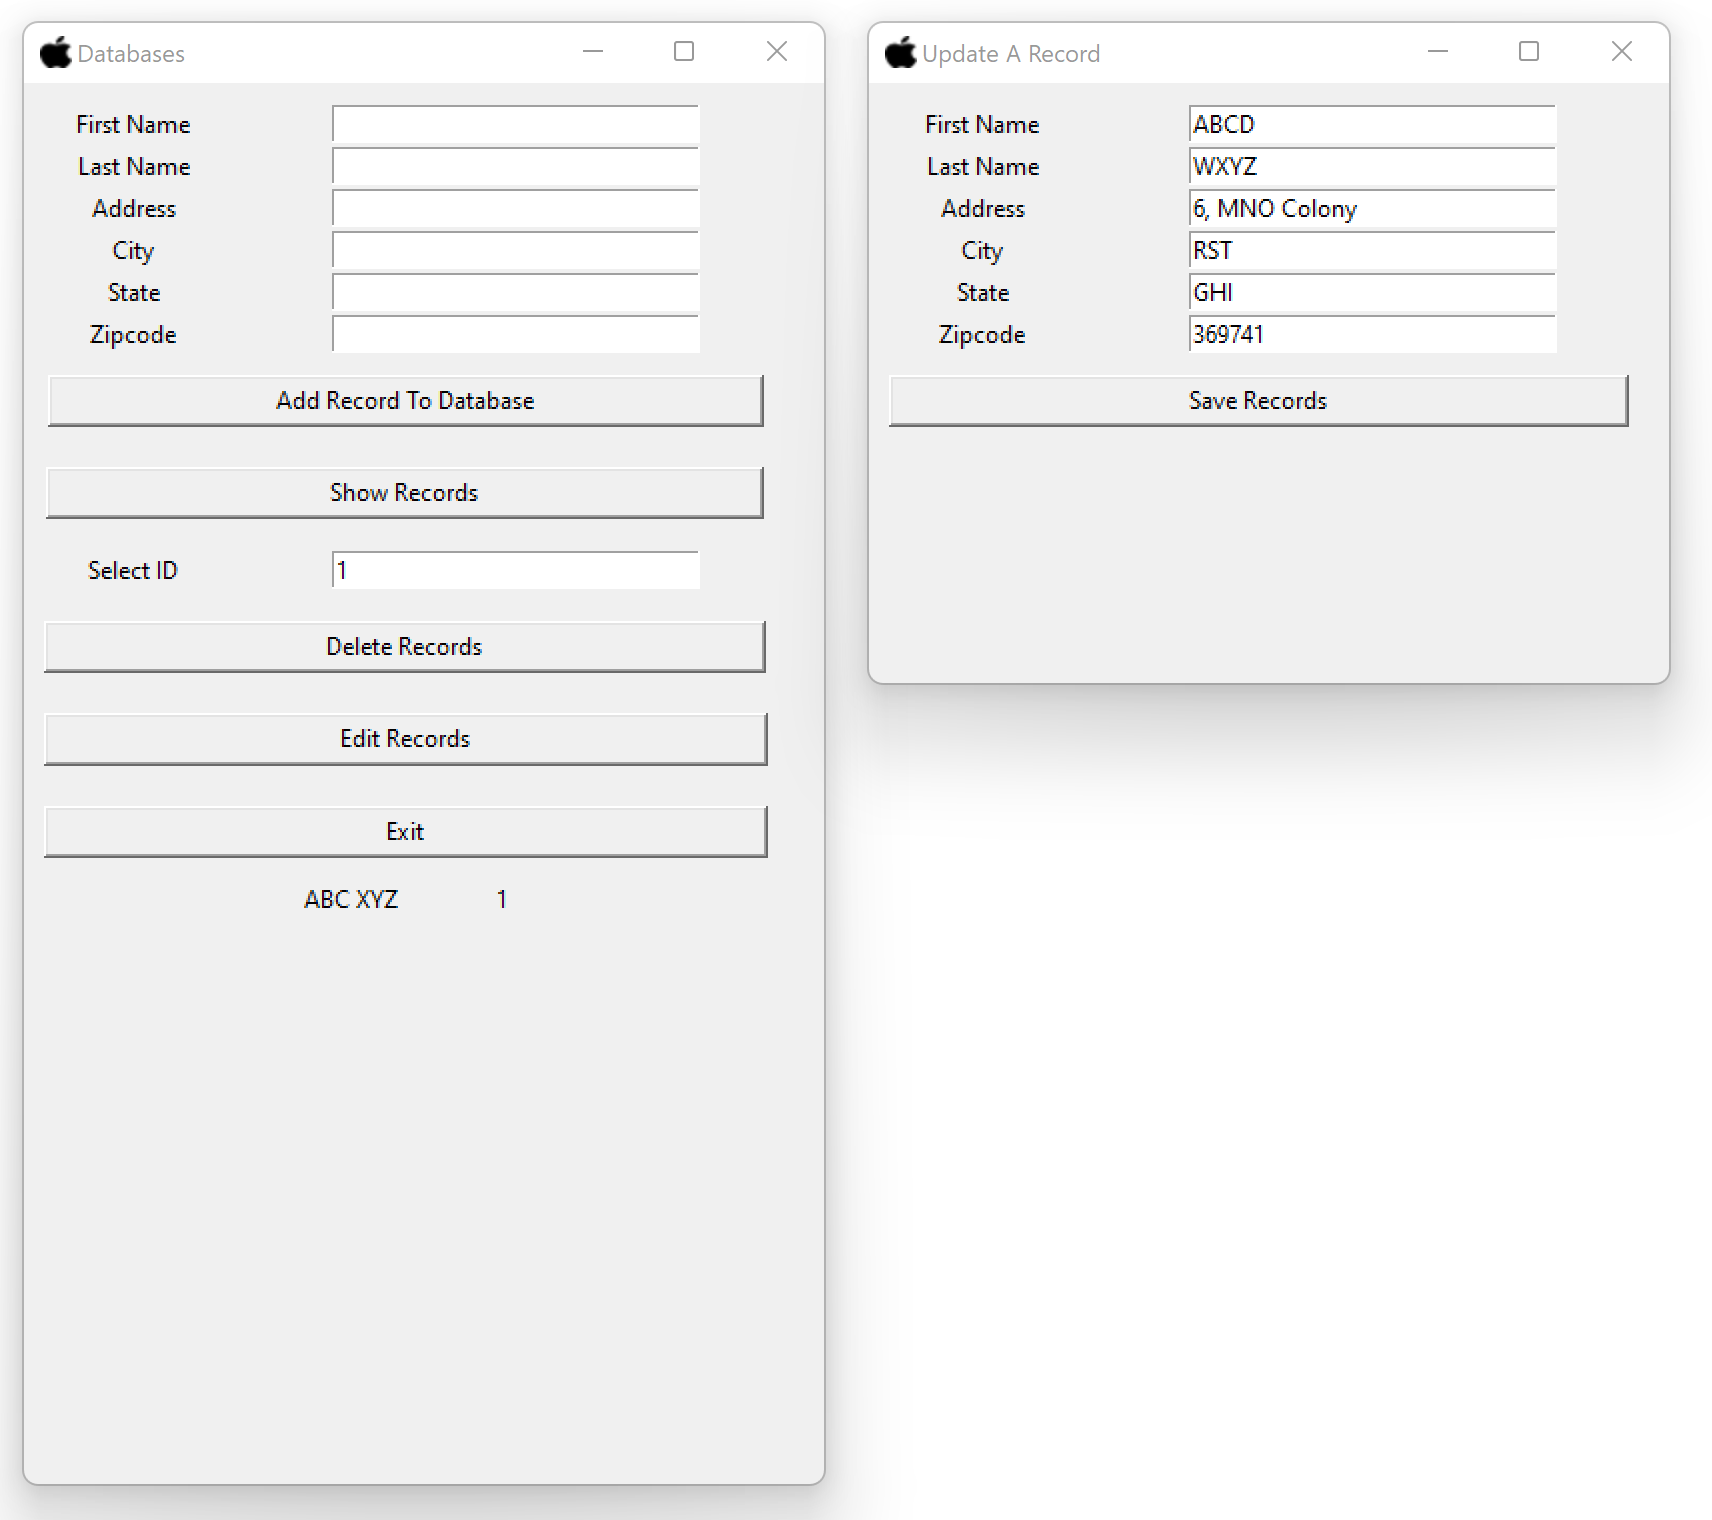 Databases
First Name
Last Name
Address
City
State
Zipcode
Add Record To Database
Show Records
Select ID 1
Delete Records
Edit Records
Exit
ABC XYZ 1
Update A Record
First Name ABCD
Last Name WXYZ
Address 6, MNO Colony
City RST
State GHI
Zipcode 369741
Save Records